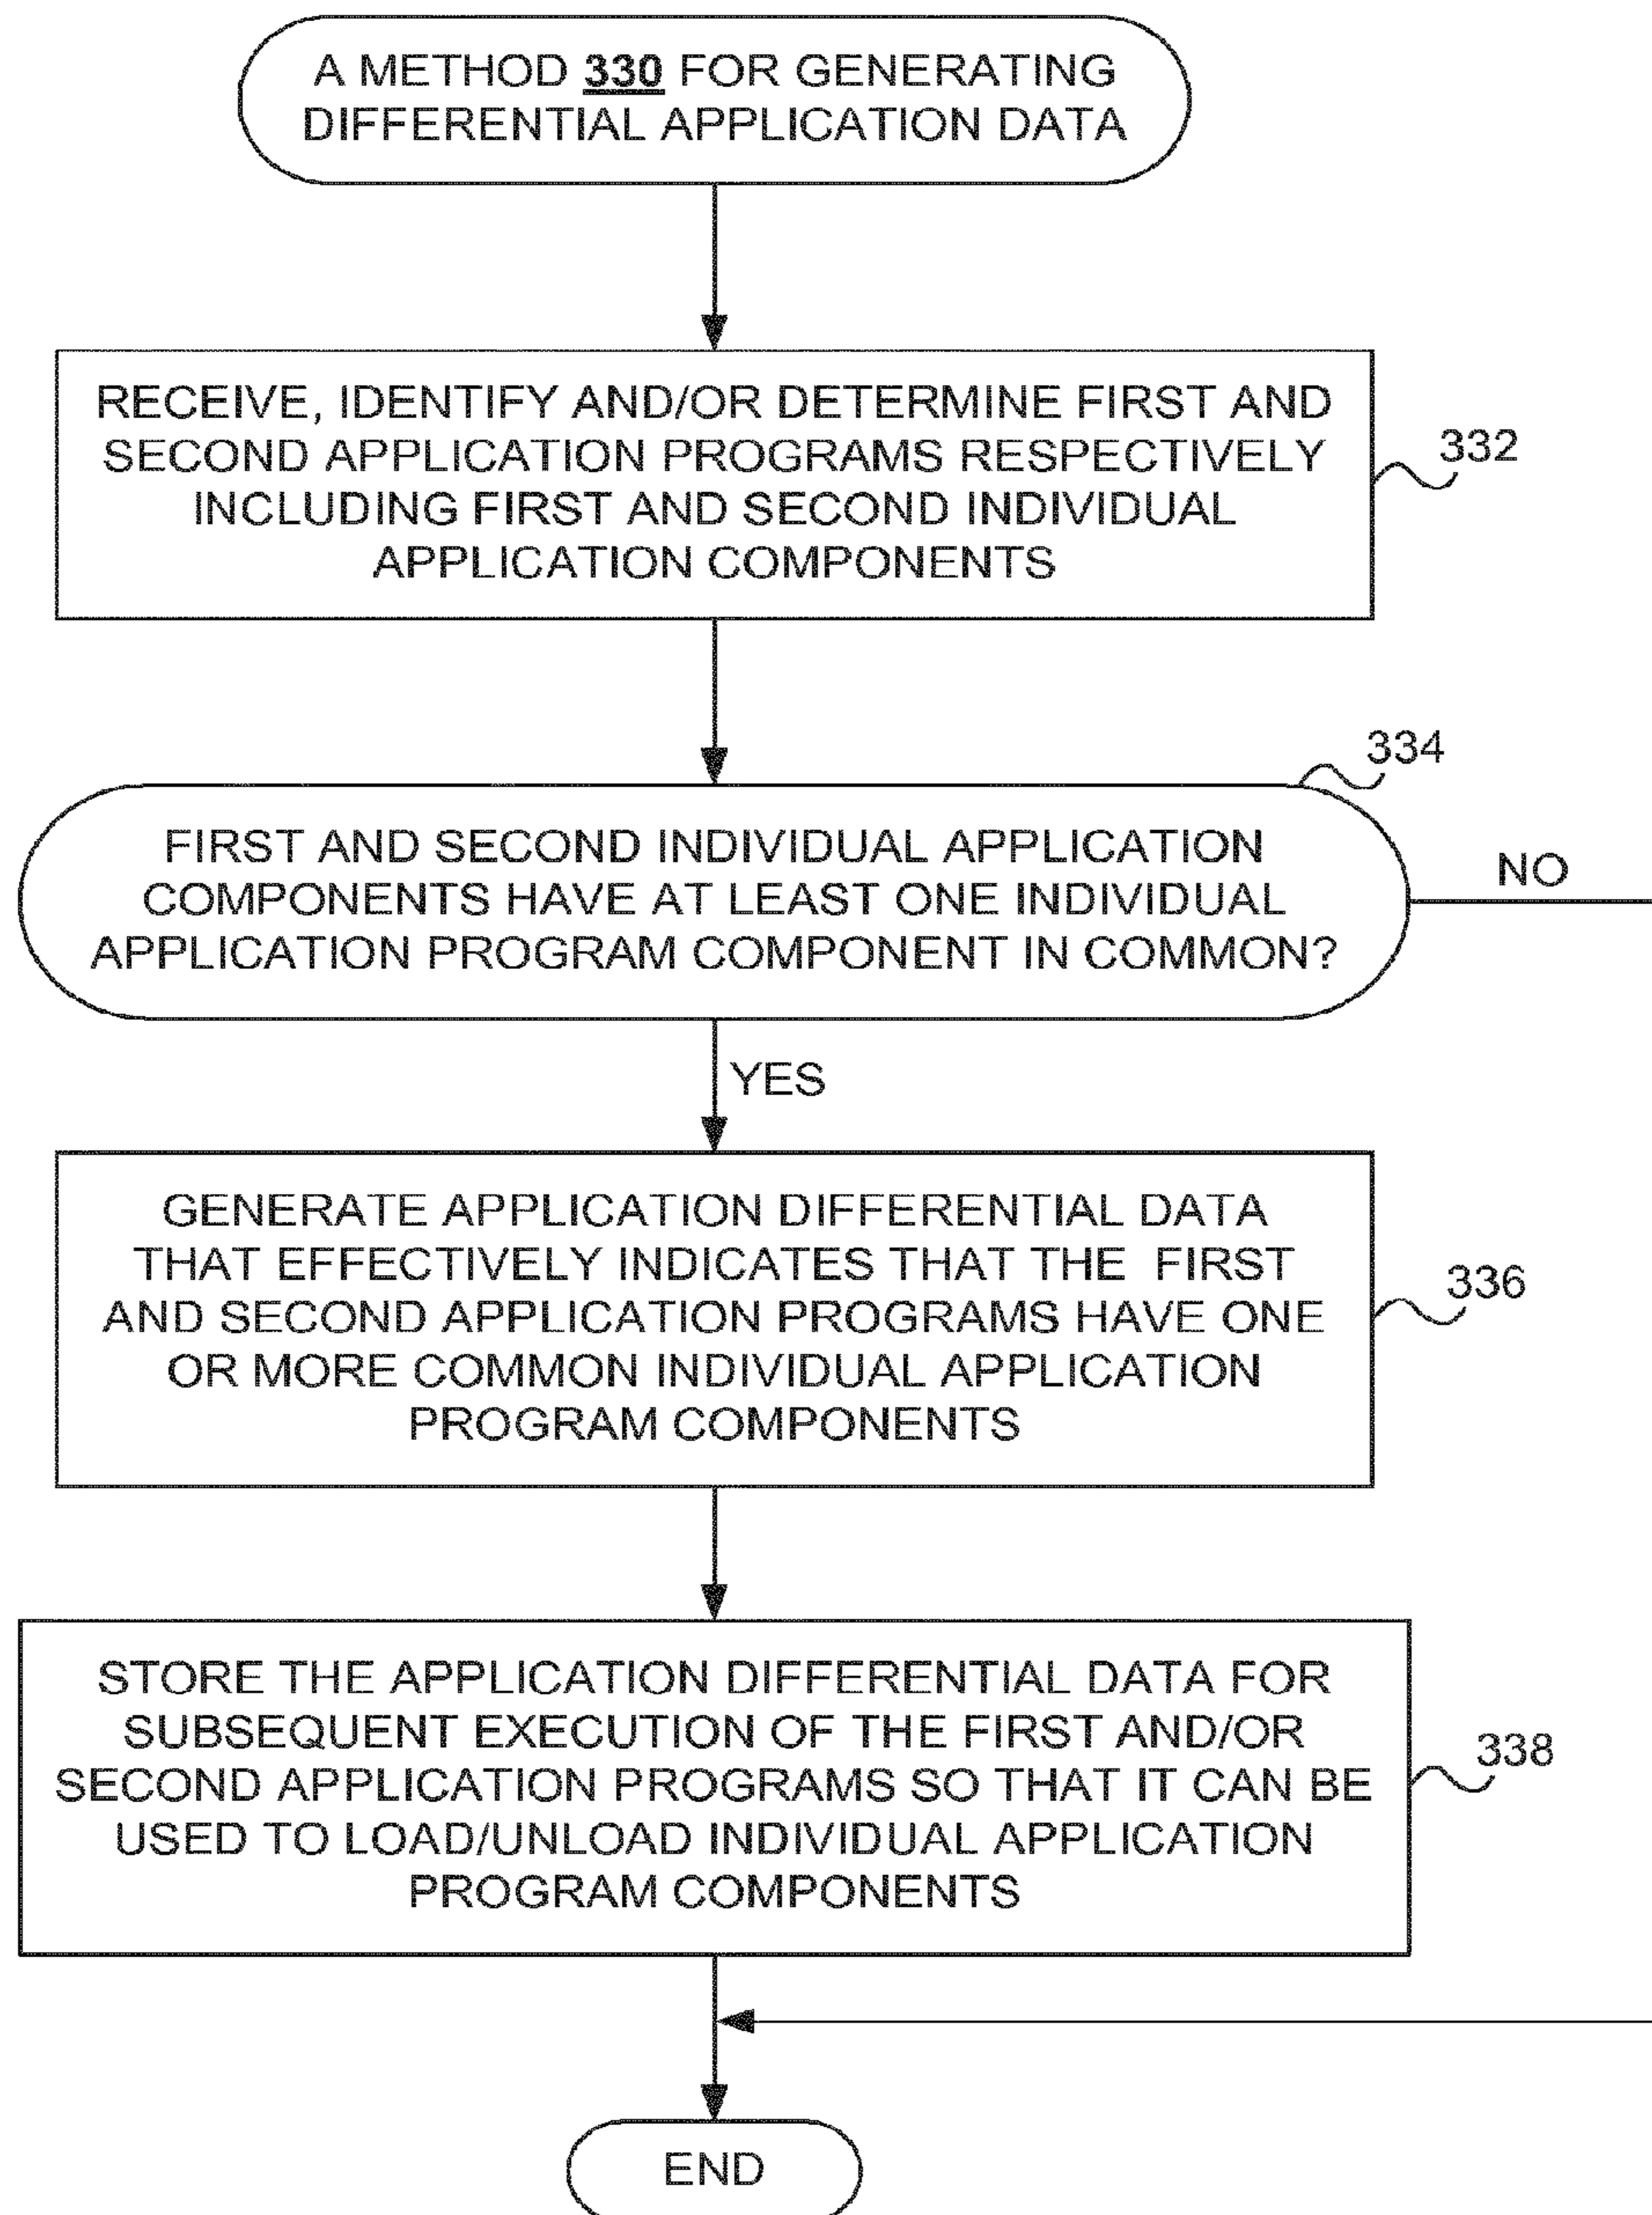 A METHOD 330 FOR GENERATING
DIFFERENTIAL APPLICATION DATA
RECEIVE, IDENTIFY AND/OR DETERMINE FIRST AND
SECOND APPLICATION PROGRAMS RESPECTIVELY
INCLUDING FIRST AND SECOND INDIVIDUAL
APPLICATION COMPONENTS
332
334
FIRST AND SECOND INDIVIDUAL APPLICATION
COMPONENTS HAVE AT LEAST ONE INDIVIDUAL
APPLICATION PROGRAM COMPONENT IN COMMON?
NO
YES
GENERATE APPLICATION DIFFERENTIAL DATA
THAT EFFECTIVELY INDICATES THAT THE FIRST
AND SECOND APPLICATION PROGRAMS HAVE ONE
OR MORE COMMON INDIVIDUAL APPLICATION
PROGRAM COMPONENTS
336
STORE THE APPLICATION DIFFERENTIAL DATA FOR
SUBSEQUENT EXECUTION OF THE FIRST AND/OR
SECOND APPLICATION PROGRAMS SO THAT IT CAN BE
USED TO LOAD/UNLOAD INDIVIDUAL APPLICATION
PROGRAM COMPONENTS
338
END